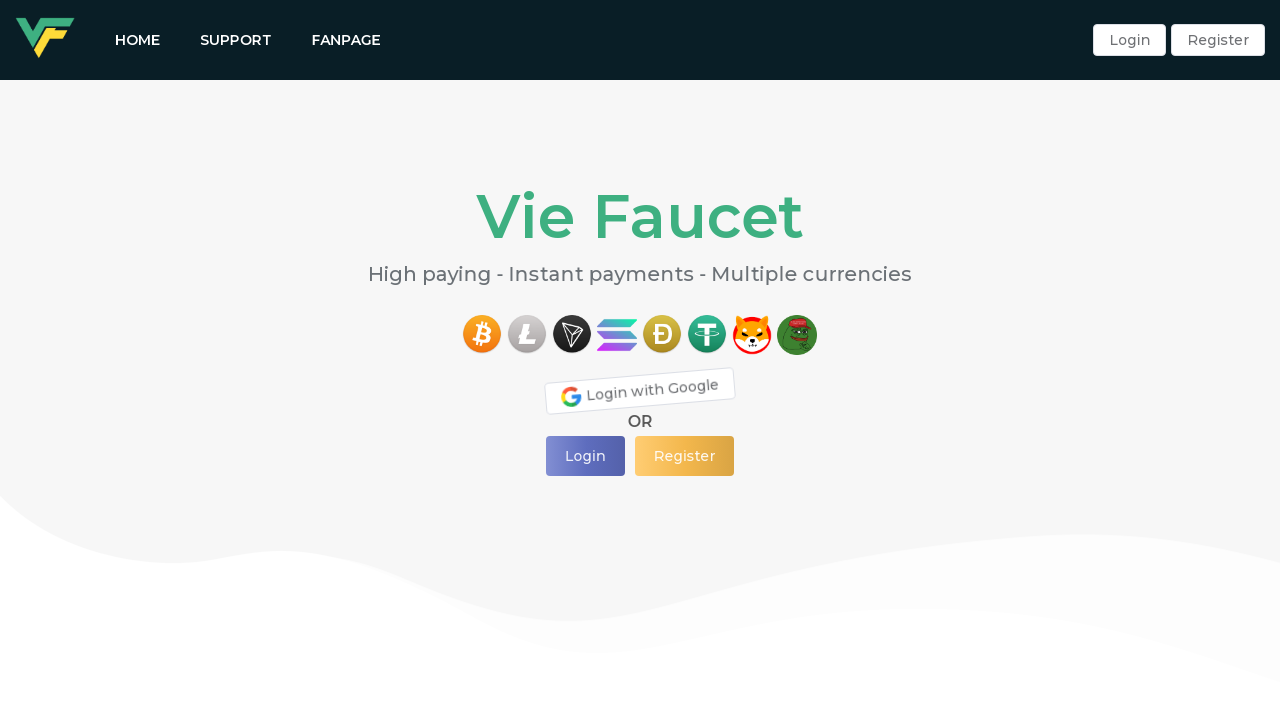 HOME SUPPORT FANPAGE Login Register
Vie Faucet
High paying - Instant payments - Multiple currencies
Login with Google
OR
Login Register